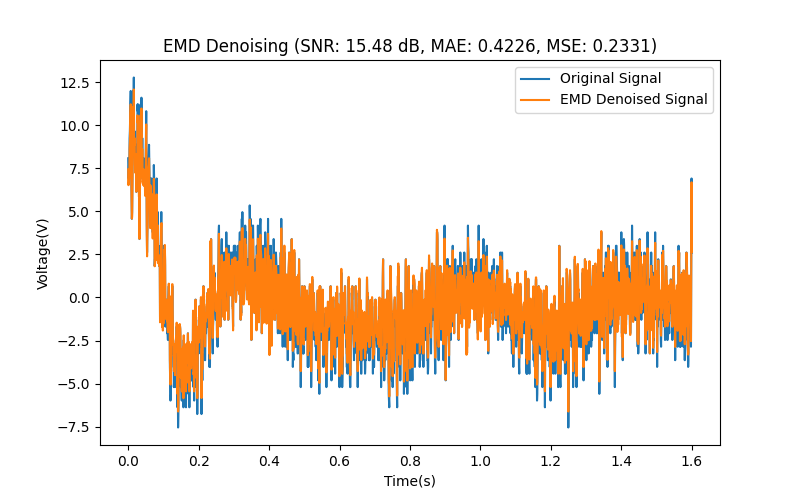 EMD Denoising (SNR: 15.48 dB, MAE: 0.4226, MSE: 0.2331)
Original Signal
EMD Denoised Signal
Voltage(V)
12.5
10.0
7.5
5.0
2.5
0.0
−2.5
−5.0
−7.5
0.0 0.2 0.4 0.6 0.8 1.0 1.2 1.4 1.6
Time(s)